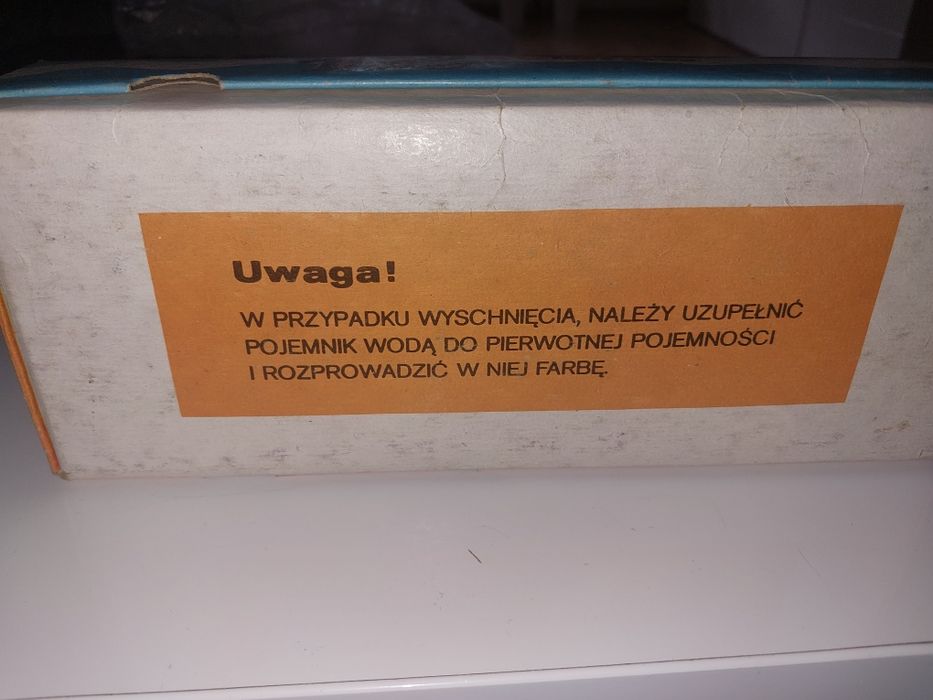 Uwaga!
W PRZYPADKU WYSCHNIĘCIA, NALEŻY UZUPEŁNIĆ
POJEMNIK WODĄ DO PIERWOTNEJ POJEMNOŚCI
I ROZPROWADZIĆ W NIEJ FARBĘ.